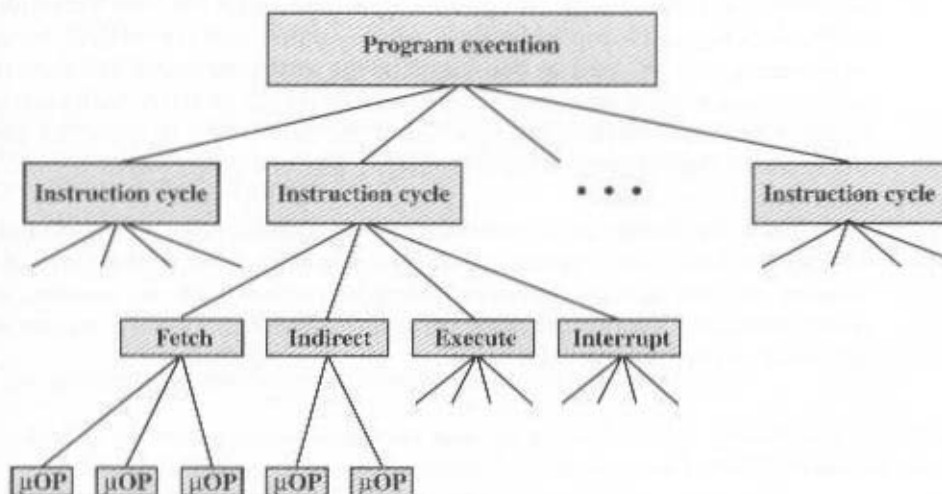 Program execution
Instruction cycle Instruction cycle • • • Instruction cycle
Fetch Indirect Execute Interrupt
μOP μOP μOP μOP μOP